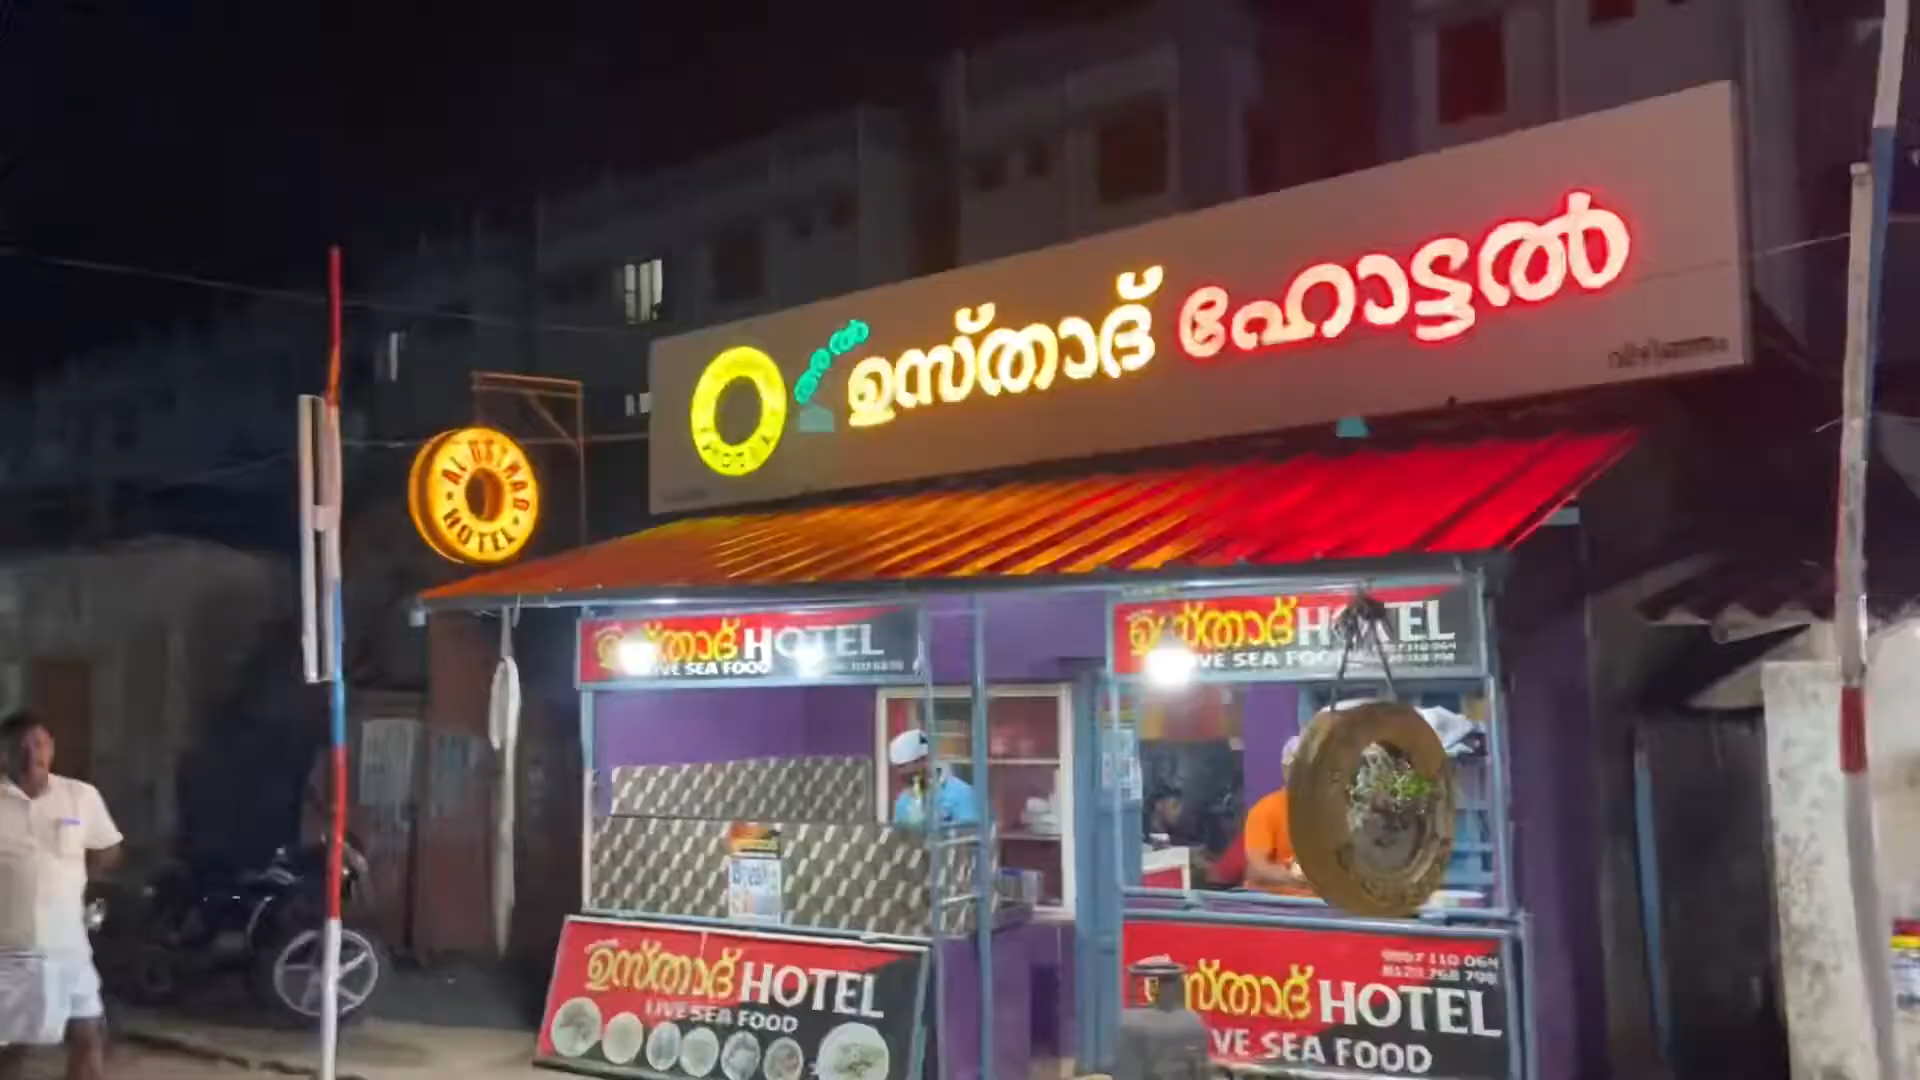 അൽ
ഉസ്താദ് ഹോട്ടൽ
വിഴിഞ്ഞം
AL USTHAD
HOTEL
ഉസ്താദ് HOTEL
LIVE SEA FOOD
ഉസ്താദ് HOTEL
LIVE SEA FOOD
ഉസ്താദ് HOTEL
LIVE SEA FOOD
ഉസ്താദ് HOTEL
VE SEA FOOD